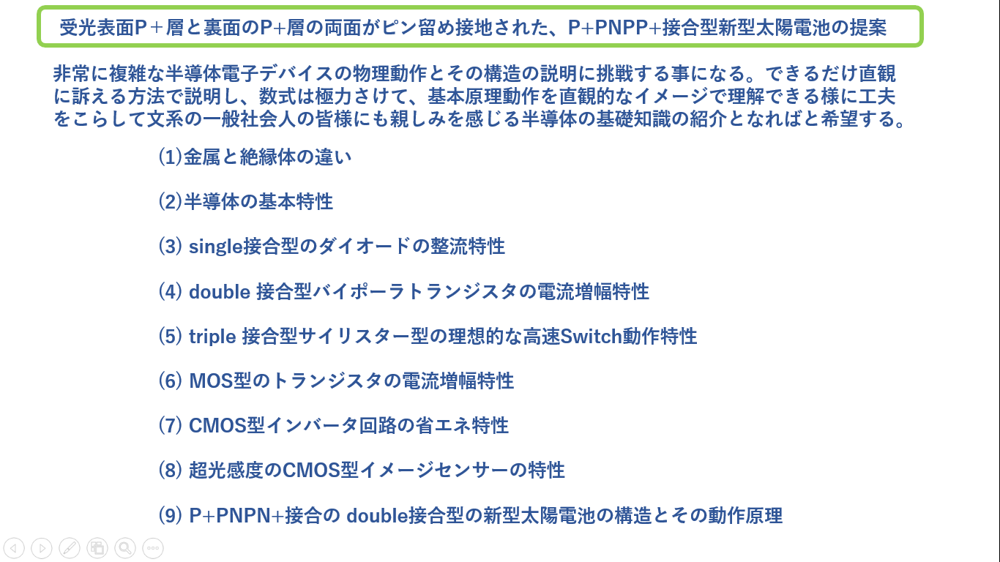 受光表面P＋層と裏面のP+層の両面がピン留め接地された、P+PNPP+接合型新型太陽電池の提案
非常に複雑な半導体電子デバイスの物理動作とその構造の説明に挑戦する事になる。できるだけ直観
に訴える方法で説明し、数式は極力さけて、基本原理動作を直観的なイメージで理解できる様に工夫
をこらして文系の一般社会人の皆様にも親しみを感じる半導体の基礎知識の紹介となればと希望する。
(1)金属と絶縁体の違い
(2)半導体の基本特性
(3) single接合型のダイオードの整流特性
(4) double 接合型バイポーラトランジスタの電流増幅特性
(5) triple 接合型サイリスター型の理想的な高速Switch動作特性
(6) MOS型のトランジスタの電流増幅特性
(7) CMOS型インバータ回路の省エネ特性
(8) 超光感度のCMOS型イメージセンサーの特性
(9) P+PNPN+接合の double接合型の新型太陽電池の構造とその動作原理